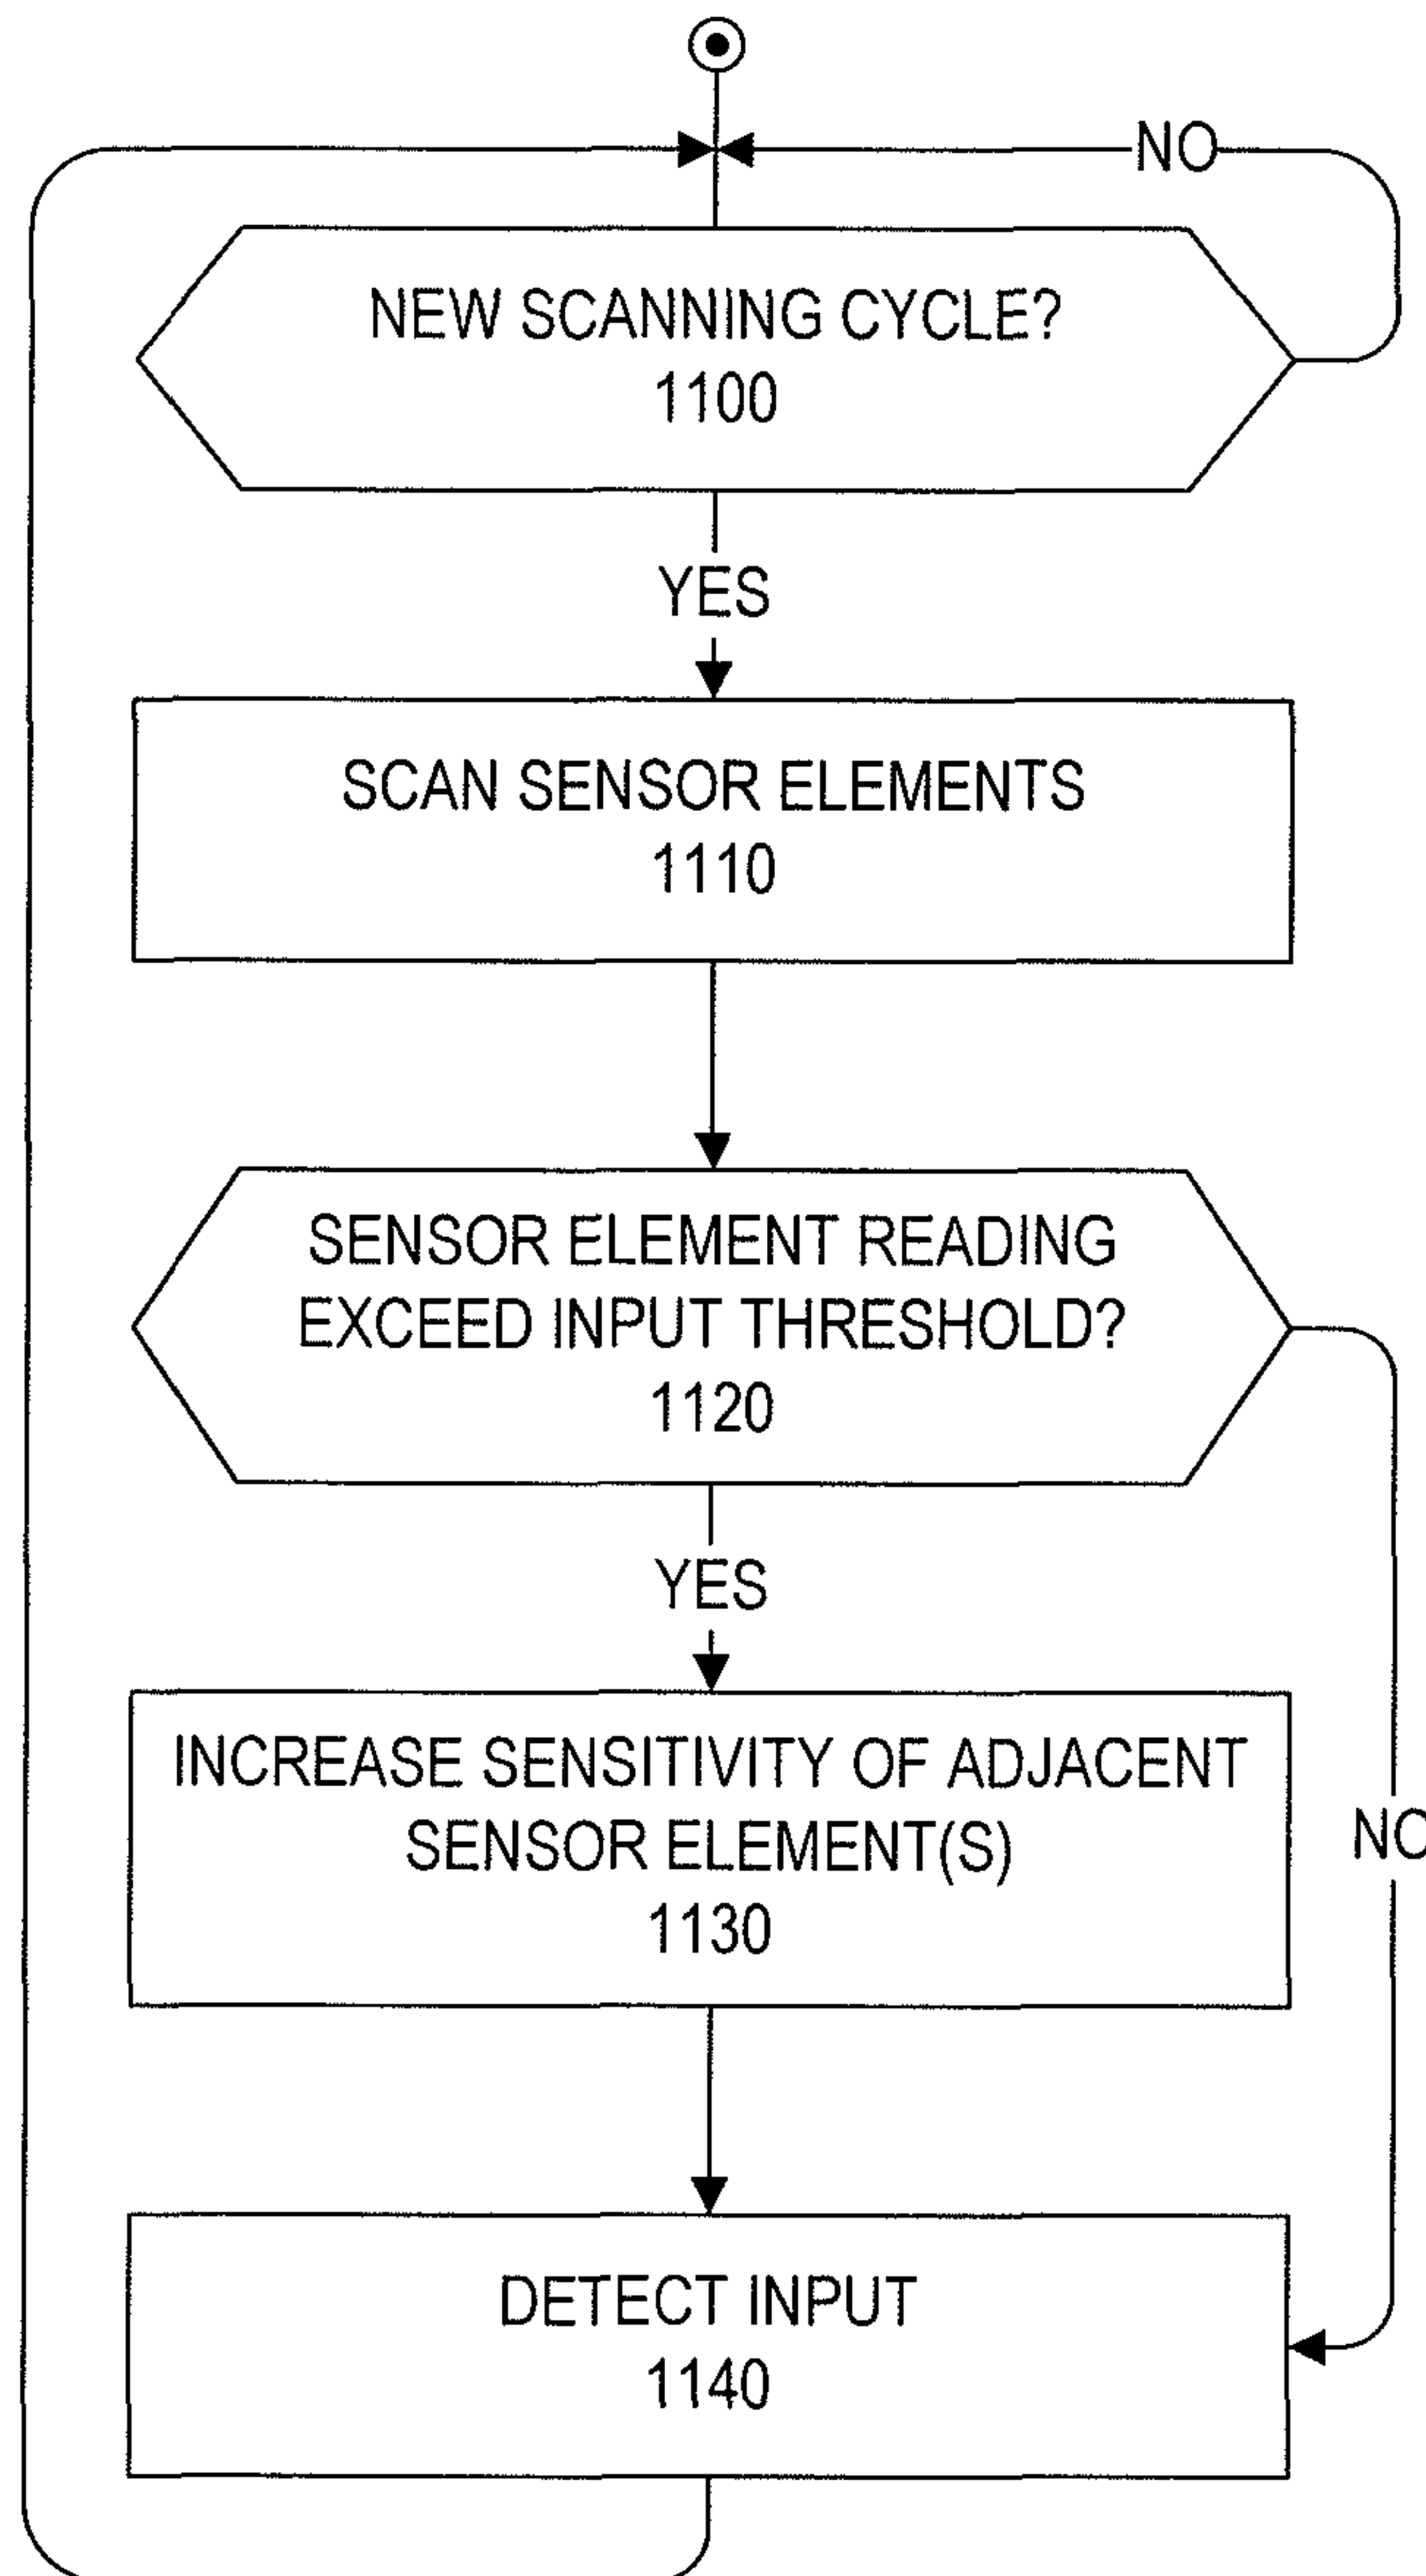 NO
NEW SCANNING CYCLE?
1100
YES
SCAN SENSOR ELEMENTS
1110
SENSOR ELEMENT READING
EXCEED INPUT THRESHOLD?
1120
YES
INCREASE SENSITIVITY OF ADJACENT
SENSOR ELEMENT(S)
1130
NO
DETECT INPUT
1140